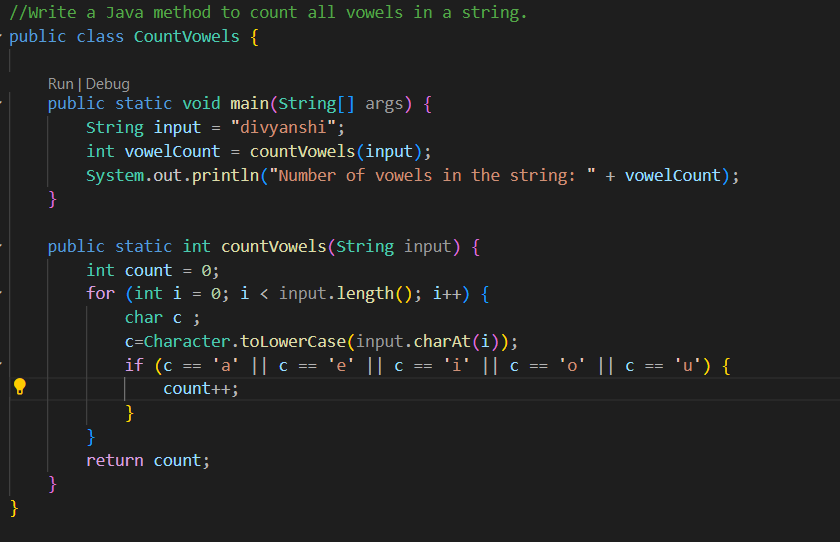 //Write a Java method to count all vowels in a string.
public class CountVowels {
Run | Debug
public static void main(String[] args) {
String input = "divyanshi";
int vowelCount = countVowels(input);
System.out.println("Number of vowels in the string: " + vowelCount);
}
public static int countVowels(String input) {
int count = 0;
for (int i = 0; i < input.length(); i++) {
char c ;
c=Character.toLowerCase(input.charAt(i));
if (c == 'a' || c == 'e' || c == 'i' || c == 'o' || c == 'u') {
count++;
}
}
return count;
}
}